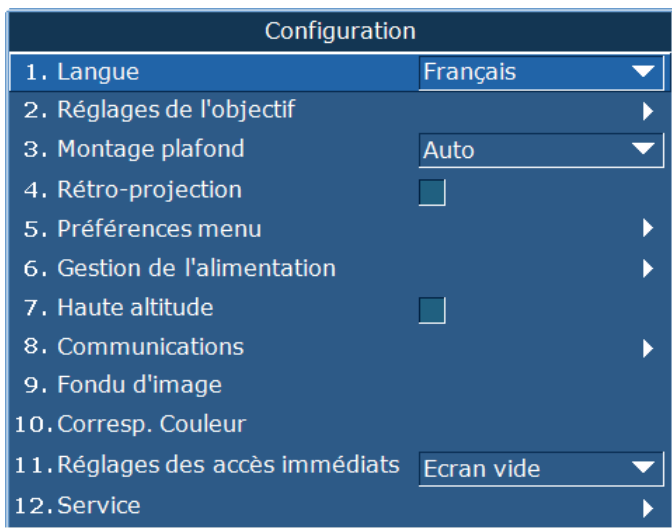 Configuration
1. Langue Français
2. Réglages de l'objectif
3. Montage plafond Auto
4. Rétro-projection
5. Préférences menu
6. Gestion de l'alimentation
7. Haute altitude
8. Communications
9. Fondu d'image
10. Corresp. Couleur
11. Réglages des accès immédiats Ecran vide
12. Service